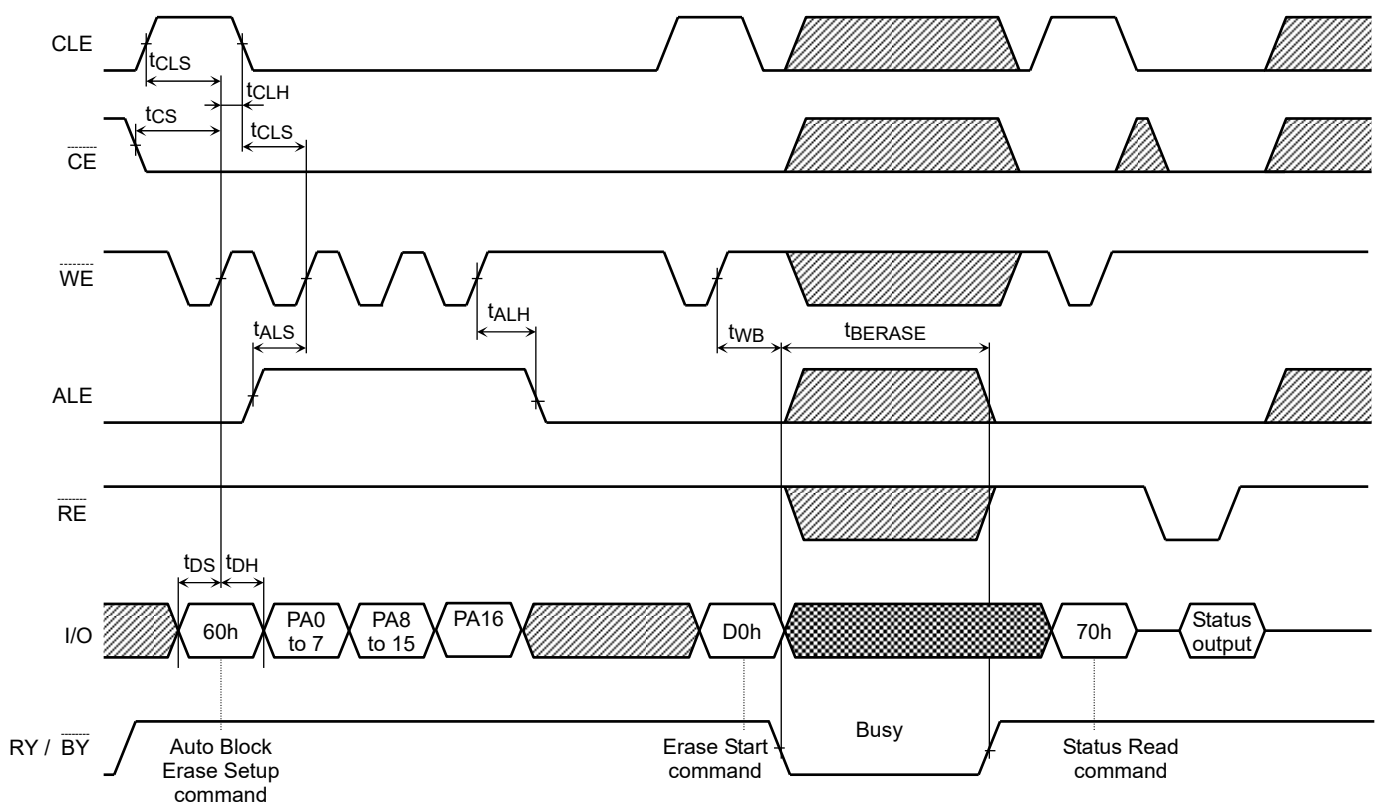 CLE
tCLS
tCLH
tCS
tCLS
CE
WE
tALS
tALH
tWB
tBERASE
ALE
RE
tDS
tDH
I/O
60h
PA0
to 7
PA8
to 15
PA16
D0h
70h
Status
output
RY / BY
Busy
Auto Block
Erase Setup
command
Erase Start
command
Status Read
command